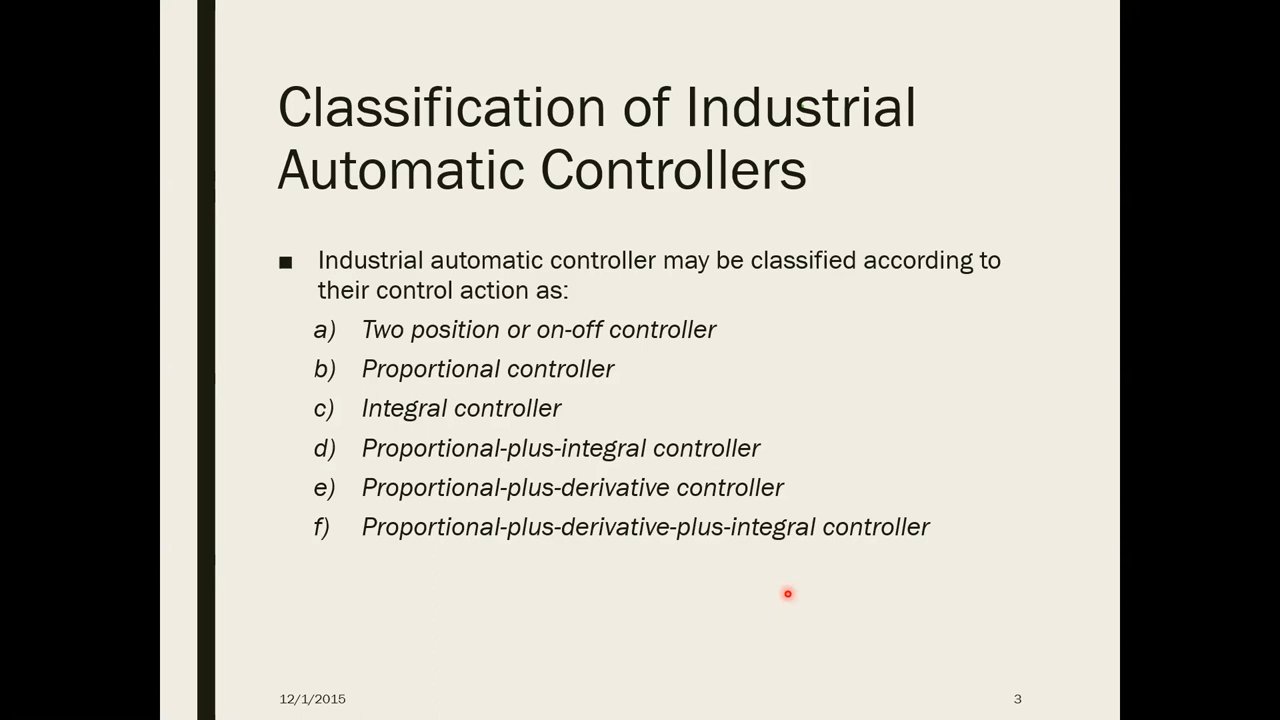 Classification of Industrial
Automatic Controllers
■ Industrial automatic controller may be classified according to
their control action as:
a) Two position or on-off controller
b) Proportional controller
c) Integral controller
d) Proportional-plus-integral controller
e) Proportional-plus-derivative controller
f) Proportional-plus-derivative-plus-integral controller
12/1/2015
3